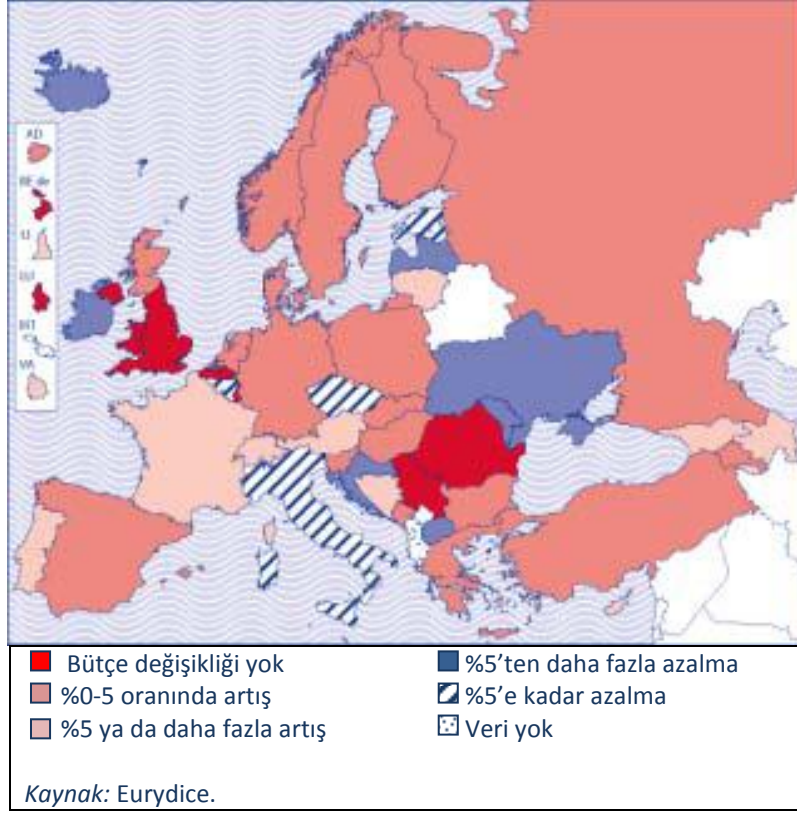 AD
BE de
LI
LU
MT
VA
Bütçe değişikliği yok
%0-5 oranında artış
%5 ya da daha fazla artış
%5'ten daha fazla azalma
%5'e kadar azalma
Veri yok
Kaynak: Eurydice.